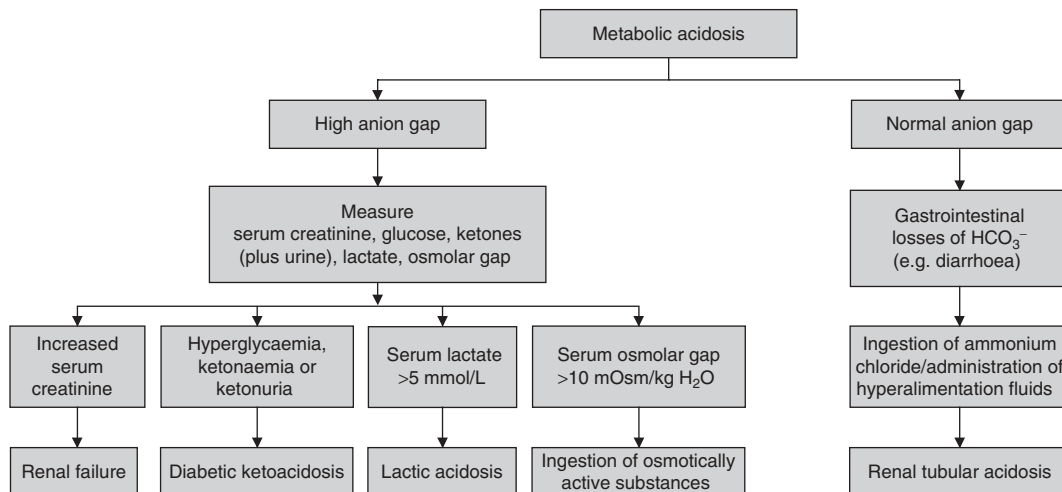 Metabolic acidosis
High anion gap
Normal anion gap
Measure
serum creatinine, glucose, ketones
(plus urine), lactate, osmolar gap
Gastrointestinal
losses of HCO₃⁻
(e.g. diarrhoea)
Increased
serum
creatinine
Hyperglycaemia,
ketonaemia or
ketonuria
Serum lactate
>5 mmol/L
Serum osmolar gap
>10 mOsm/kg H₂O
Ingestion of ammonium
chloride/administration of
hyperalimentation fluids
Renal failure
Diabetic ketoacidosis
Lactic acidosis
Ingestion of osmotically
active substances
Renal tubular acidosis